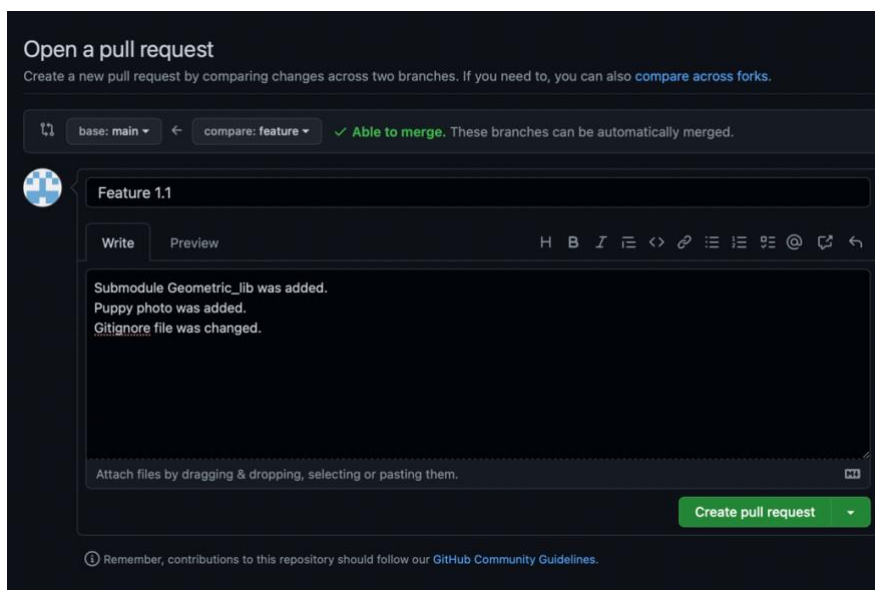 Open a pull request
Create a new pull request by comparing changes across two branches. If you need to, you can also compare across forks.
base: main compare: feature Able to merge. These branches can be automatically merged.
Feature 1.1
Write Preview H B I @
Submodule Geometric_lib was added.
Puppy photo was added.
Gitignore file was changed.
Attach files by dragging & dropping, selecting or pasting them.
Create pull request
Remember, contributions to this repository should follow our GitHub Community Guidelines.